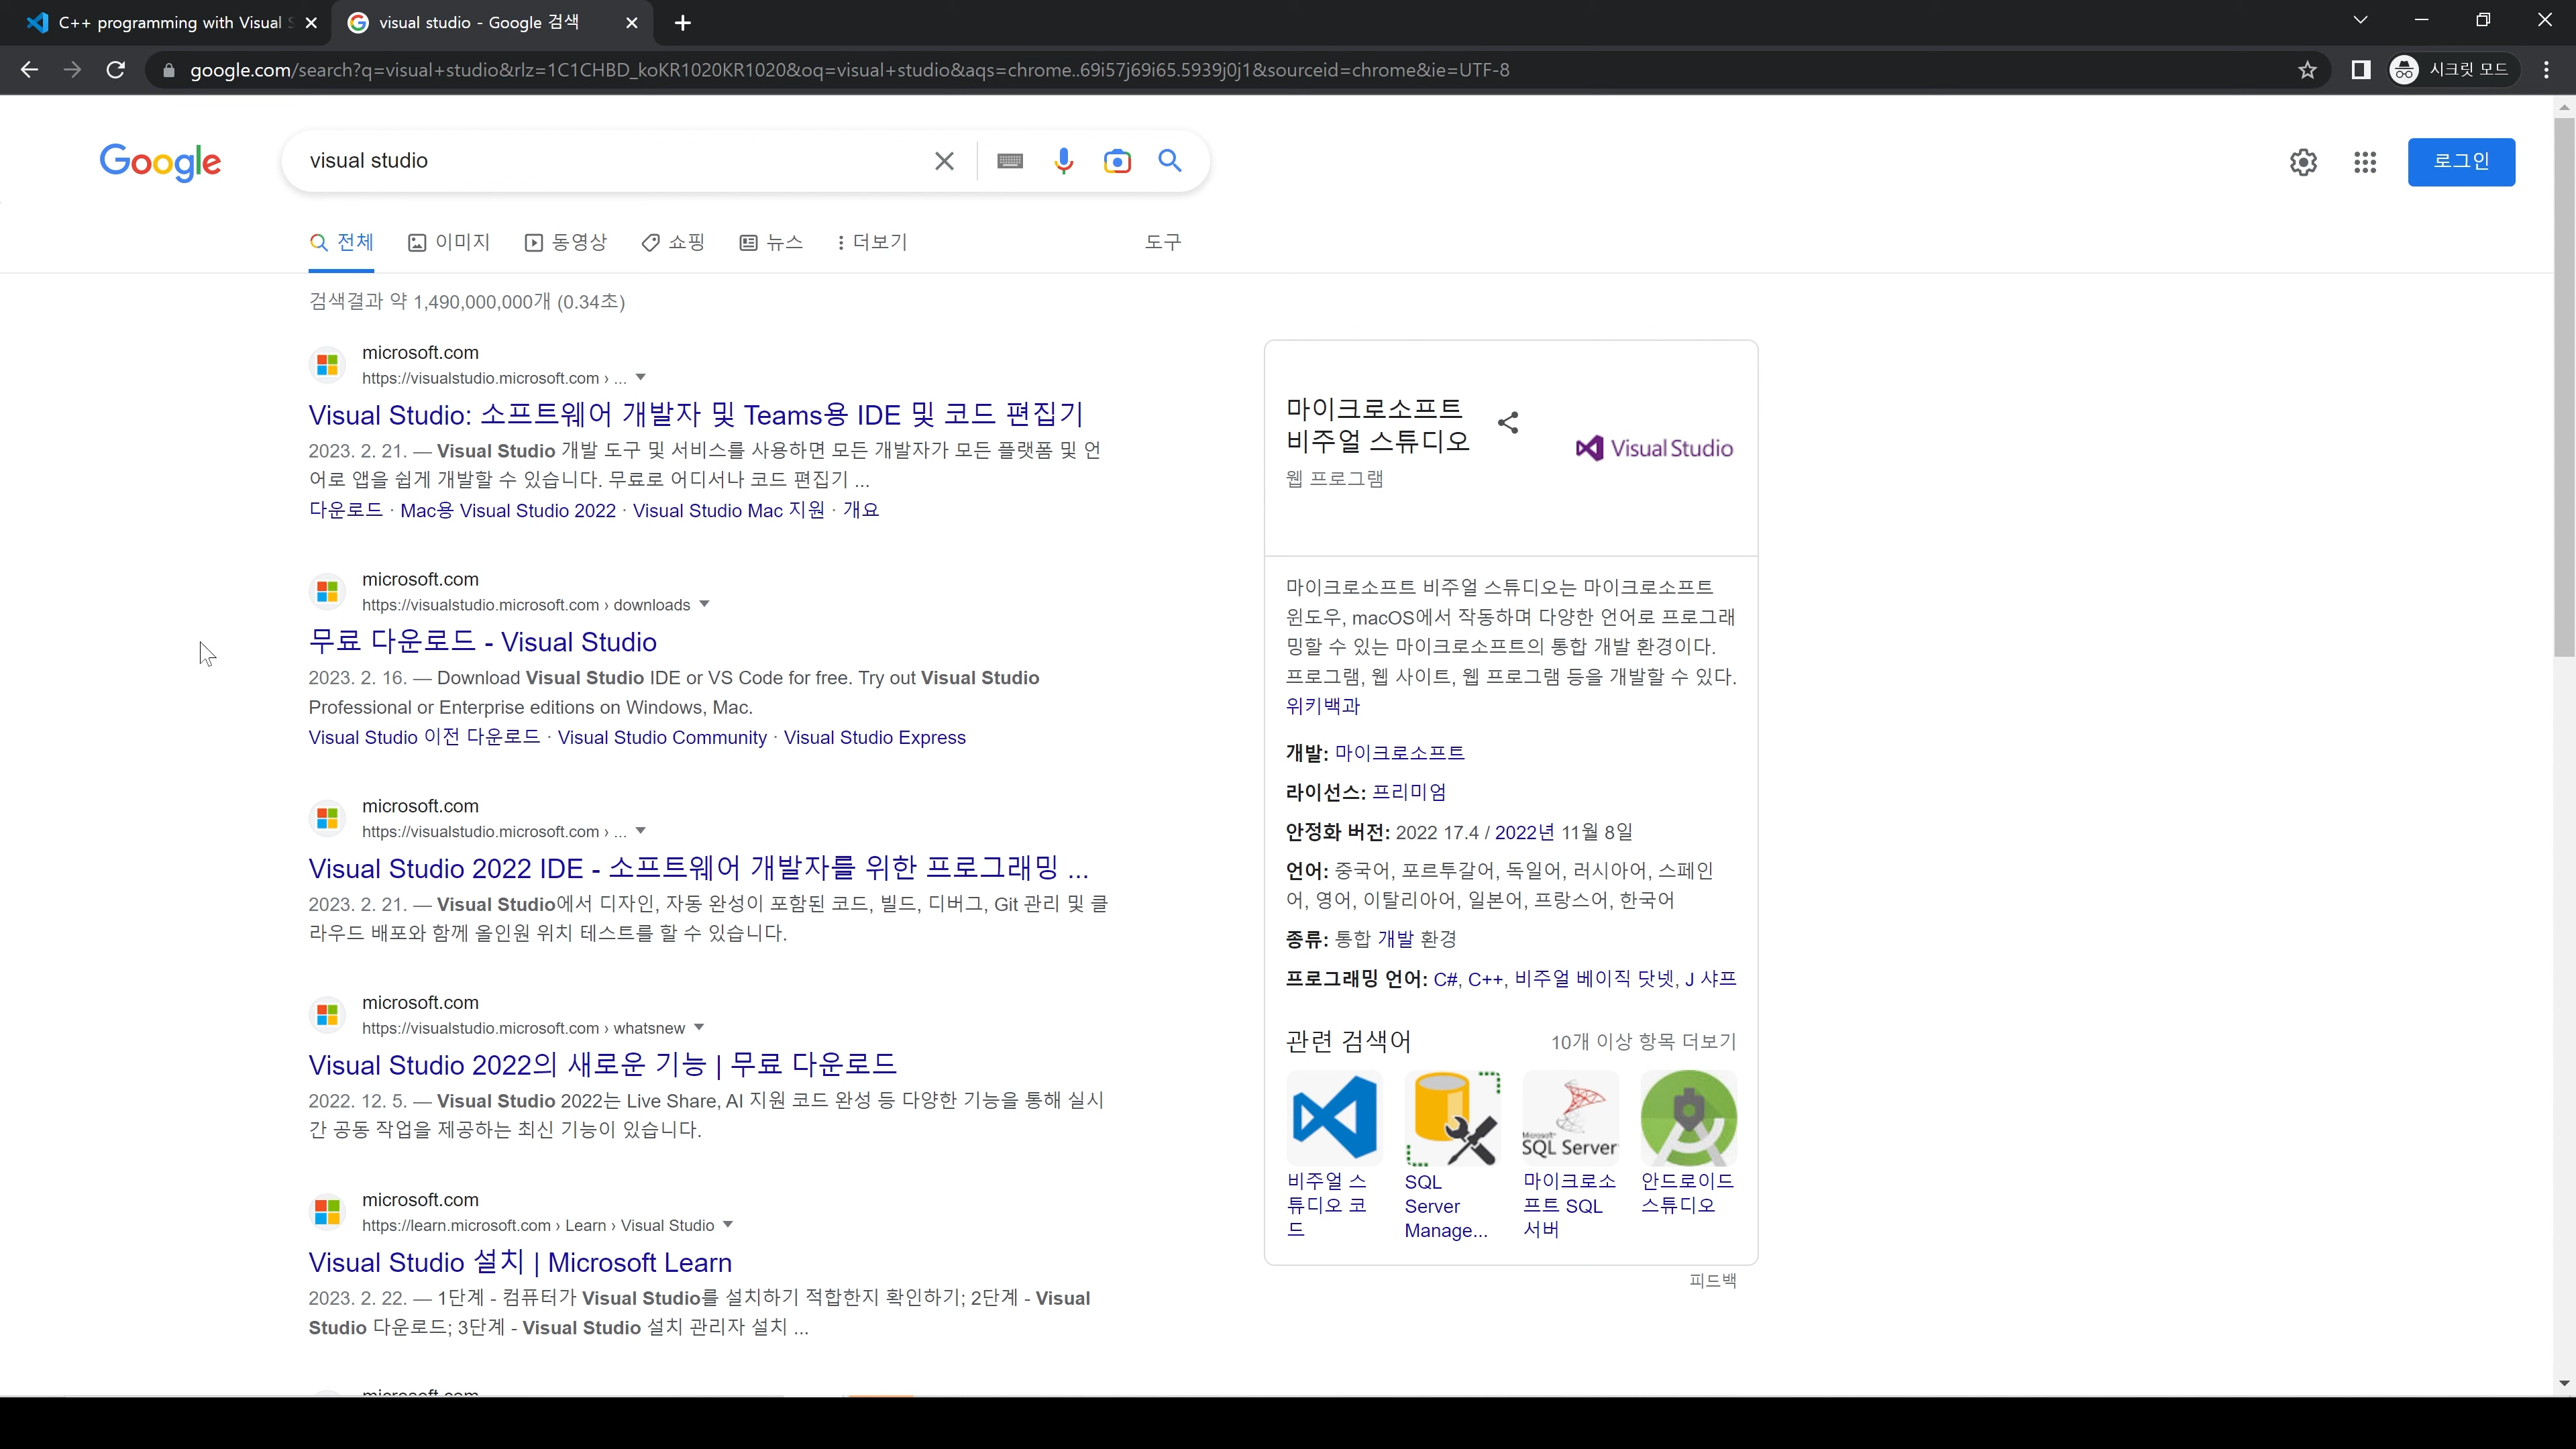 C++ programming with Visual S
visual studio - Google 검색
google.com/search?q=visual+studio&rlz=1C1CHBD_koKR1020KR1020&oq=visual+studio&aqs=chrome..69i57j69i65.5939j0j1&sourceid=chrome&ie=UTF-8
시크릿 모드
Google
visual studio
로그인
전체
이미지
동영상
쇼핑
뉴스
더보기
도구
검색결과 약 1,490,000,000개 (0.34초)
microsoft.com
https://visualstudio.microsoft.com › ...
Visual Studio: 소프트웨어 개발자 및 Teams용 IDE 및 코드 편집기
2023. 2. 21. — Visual Studio 개발 도구 및 서비스를 사용하면 모든 개발자가 모든 플랫폼 및 언
어로 앱을 쉽게 개발할 수 있습니다. 무료로 어디서나 코드 편집기 ...
다운로드 · Mac용 Visual Studio 2022 · Visual Studio Mac 지원 · 개요
microsoft.com
https://visualstudio.microsoft.com › downloads
무료 다운로드 - Visual Studio
2023. 2. 16. — Download Visual Studio IDE or VS Code for free. Try out Visual Studio
Professional or Enterprise editions on Windows, Mac.
Visual Studio 이전 다운로드 · Visual Studio Community · Visual Studio Express
microsoft.com
https://visualstudio.microsoft.com › ...
Visual Studio 2022 IDE - 소프트웨어 개발자를 위한 프로그래밍 ...
2023. 2. 21. — Visual Studio에서 디자인, 자동 완성이 포함된 코드, 빌드, 디버그, Git 관리 및 클
라우드 배포와 함께 올인원 위치 테스트를 할 수 있습니다.
microsoft.com
https://visualstudio.microsoft.com › whatsnew
Visual Studio 2022의 새로운 기능 | 무료 다운로드
2022. 12. 5. — Visual Studio 2022는 Live Share, AI 지원 코드 완성 등 다양한 기능을 통해 실시
간 공동 작업을 제공하는 최신 기능이 있습니다.
microsoft.com
https://learn.microsoft.com › Learn › Visual Studio
Visual Studio 설치 | Microsoft Learn
2023. 2. 22. — 1단계 - 컴퓨터가 Visual Studio를 설치하기 적합한지 확인하기; 2단계 - Visual
Studio 다운로드; 3단계 - Visual Studio 설치 관리자 설치 ...
microsoft.com
마이크로소프트
비주얼 스튜디오
웹 프로그램
Visual Studio
마이크로소프트 비주얼 스튜디오는 마이크로소프트
윈도우, macOS에서 작동하며 다양한 언어로 프로그래
밍할 수 있는 마이크로소프트의 통합 개발 환경이다.
프로그램, 웹 사이트, 웹 프로그램 등을 개발할 수 있다.
위키백과
개발: 마이크로소프트
라이선스: 프리미엄
안정화 버전: 2022 17.4 / 2022년 11월 8일
언어: 중국어, 포르투갈어, 독일어, 러시아어, 스페인
어, 영어, 이탈리아어, 일본어, 프랑스어, 한국어
종류: 통합 개발 환경
프로그래밍 언어: C#, C++, 비주얼 베이직 닷넷, J 샤프
관련 검색어
10개 이상 항목 더보기
Microsoft
SQL Server
비주얼 스
튜디오 코
드
SQL
Server
Manage...
마이크로소
프트 SQL
서버
안드로이드
스튜디오
피드백